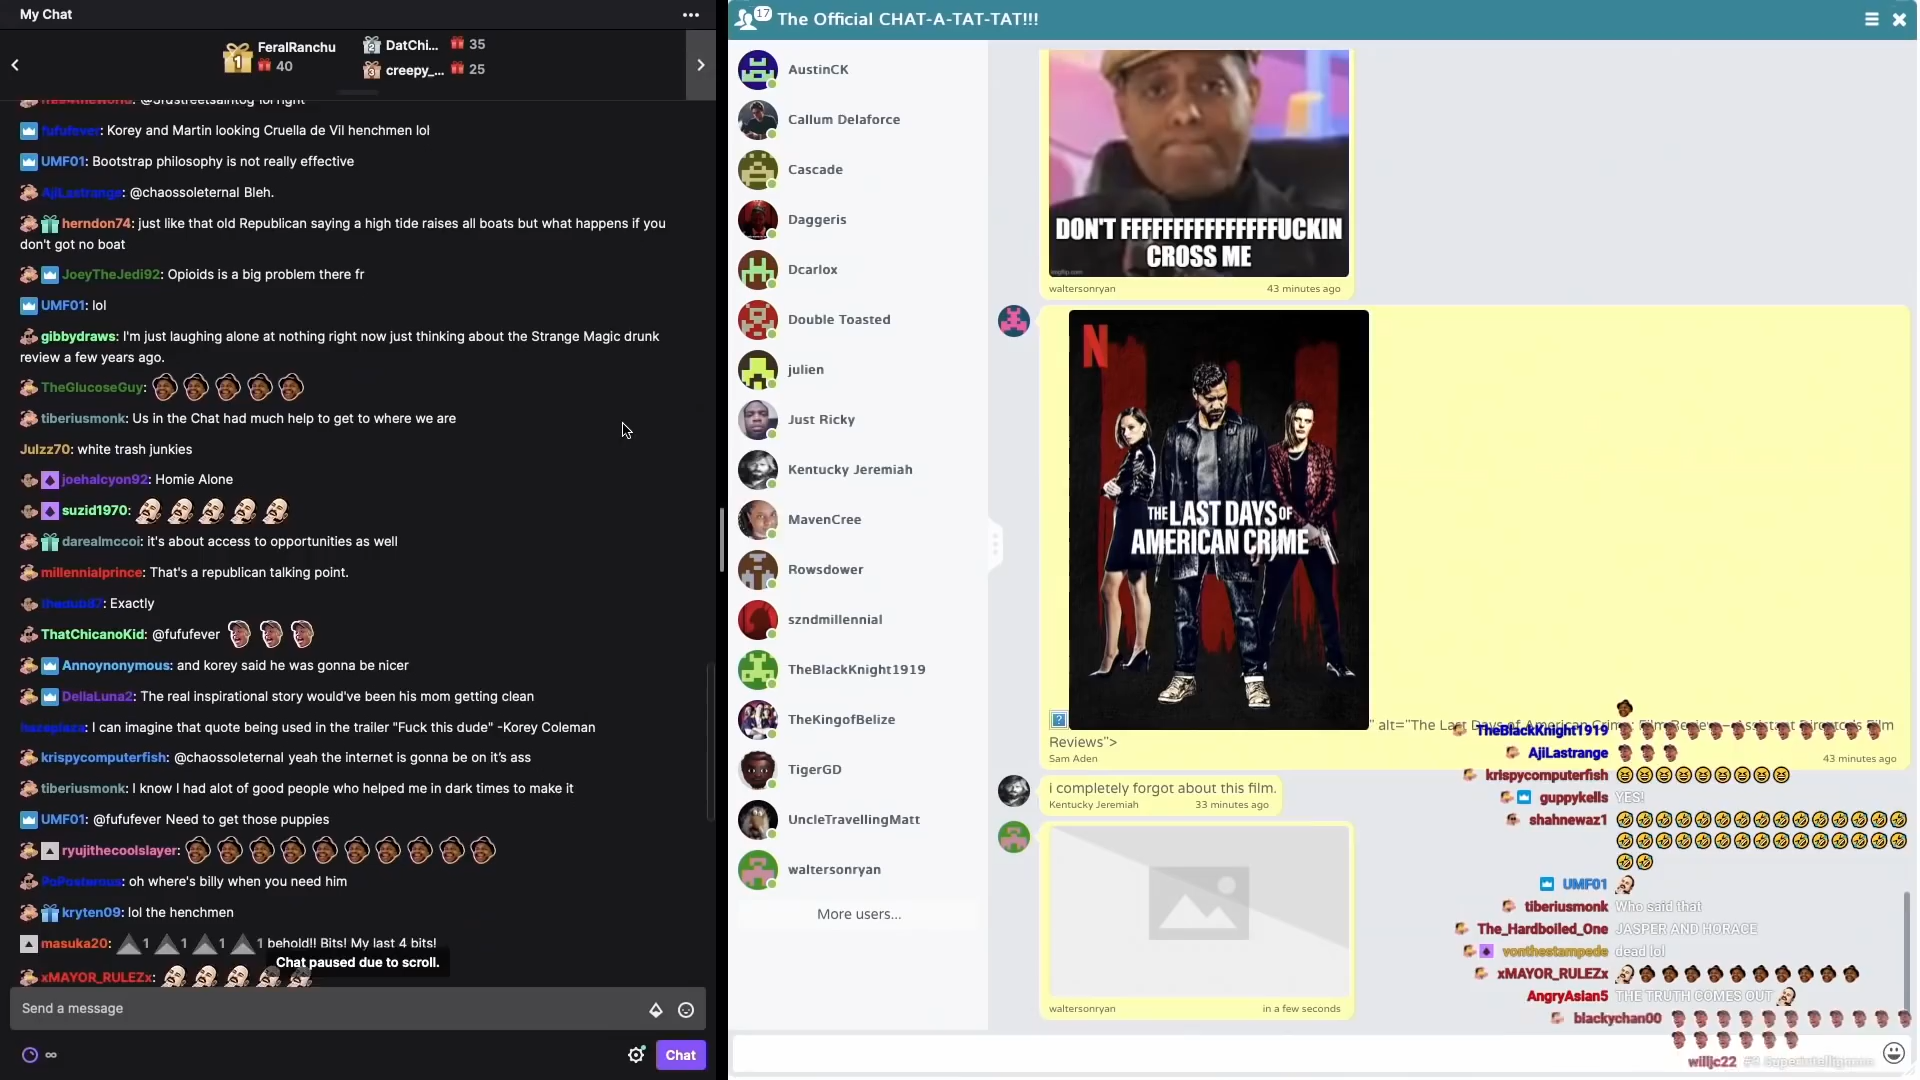 My Chat
FeralRanchu
40
DatChi...
35
creepy_...
25
1
2
3
fufufever: Korey and Martin looking Cruella de Vil henchmen lol
UMF01: Bootstrap philosophy is not really effective
AjiLastrange: @chaossoleternal Bleh.
herndon74: just like that old Republican saying a high tide raises all boats but what happens if you
don't got no boat
JoeyTheJedi92: Opioids is a big problem there fr
UMF01: lol
gibbydraws: I'm just laughing alone at nothing right now just thinking about the Strange Magic drunk
review a few years ago.
TheGlucoseGuy:
tiberiusmonk: Us in the Chat had much help to get to where we are
Julzz70: white trash junkies
joehalcyon92: Homie Alone
suzid1970:
darealmccoi: it's about access to opportunities as well
millennialprince: That's a republican talking point.
: Exactly
ThatChicanoKid: @fufufever
Annoynonymous: and korey said he was gonna be nicer
DellaLuna2: The real inspirational story would've been his mom getting clean
: I can imagine that quote being used in the trailer "Fuck this dude" -Korey Coleman
krispycomputerfish: @chaossoleternal yeah the internet is gonna be on it's ass
tiberiusmonk: I know I had alot of good people who helped me in dark times to make it
UMF01: @fufufever Need to get those puppies
ryujithecoolslayer:
PoPosterous: oh where's billy when you need him
kryten09: lol the henchmen
masuka20: 1 1 1 1 behold!! Bits! My last 4 bits!
Chat paused due to scroll.
xMAYOR_RULEZx:
Send a message
Chat
17
The Official CHAT-A-TAT-TAT!!!
AustinCK
Callum Delaforce
Cascade
Daggeris
Dcarlox
Double Toasted
julien
Just Ricky
Kentucky Jeremiah
MavenCree
Rowsdower
szndmillennial
TheBlackKnight1919
TheKingofBelize
TigerGD
UncleTravellingMatt
waltersonryan
More users...
DON'T FFFFFFFFFFFFFFUCKIN
CROSS ME
imgflip.com
waltersonryan 43 minutes ago
N
THE LAST DAYS OF
AMERICAN CRIME
" alt="The Last Days of American Crime: Film Review – Assistant Director's Film
Reviews">
Sam Aden 43 minutes ago
i completely forgot about this film.
Kentucky Jeremiah 33 minutes ago
waltersonryan in a few seconds
TheBlackKnight1919
AjiLastrange
krispycomputerfish
guppykells YES!
shahnewaz1
UMF01
tiberiusmonk Who said that
The_Hardboiled_One JASPER AND HORACE
vonthestampede dead lol
xMAYOR_RULEZx
AngryAsian5 THE TRUTH COMES OUT
blackychan00
willjc22 #1 Superintelligence